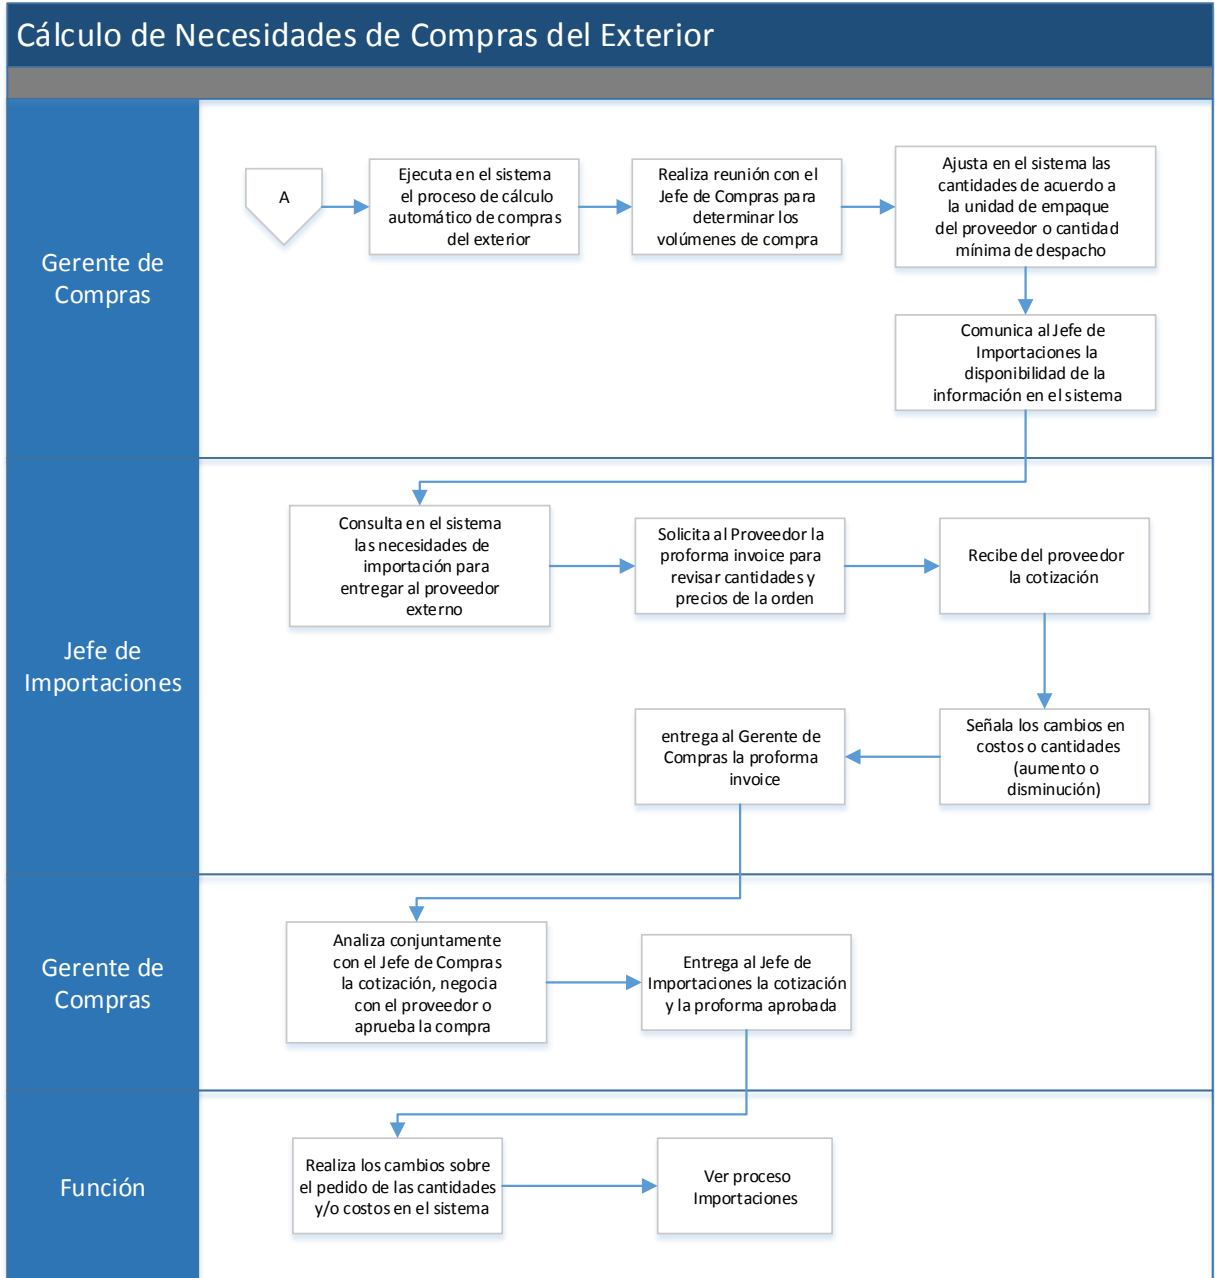 Cálculo de Necesidades de Compras del Exterior
Gerente de
Compras
A
Ejecuta en el sistema
el proceso de cálculo
automático de compras
del exterior
Realiza reunión con el
Jefe de Compras para
determinar los
volúmenes de compra
Ajusta en el sistema las
cantidades de acuerdo a
la unidad de empaque
del proveedor o cantidad
mínima de despacho
Comunica al Jefe de
Importaciones la
disponibilidad de la
información en el sistema
Jefe de
Importaciones
Consulta en el sistema
las necesidades de
importación para
entregar al proveedor
externo
Solicita al Proveedor la
proforma invoice para
revisar cantidades y
precios de la orden
Recibe del proveedor
la cotización
Señala los cambios en
costos o cantidades
(aumento o
disminución)
entrega al Gerente de
Compras la proforma
invoice
Gerente de
Compras
Analiza conjuntamente
con el Jefe de Compras
la cotización, negocia
con el proveedor o
aprueba la compra
Entrega al Jefe de
Importaciones la cotización
y la proforma aprobada
Función
Realiza los cambios sobre
el pedido de las cantidades
y/o costos en el sistema
Ver proceso
Importaciones